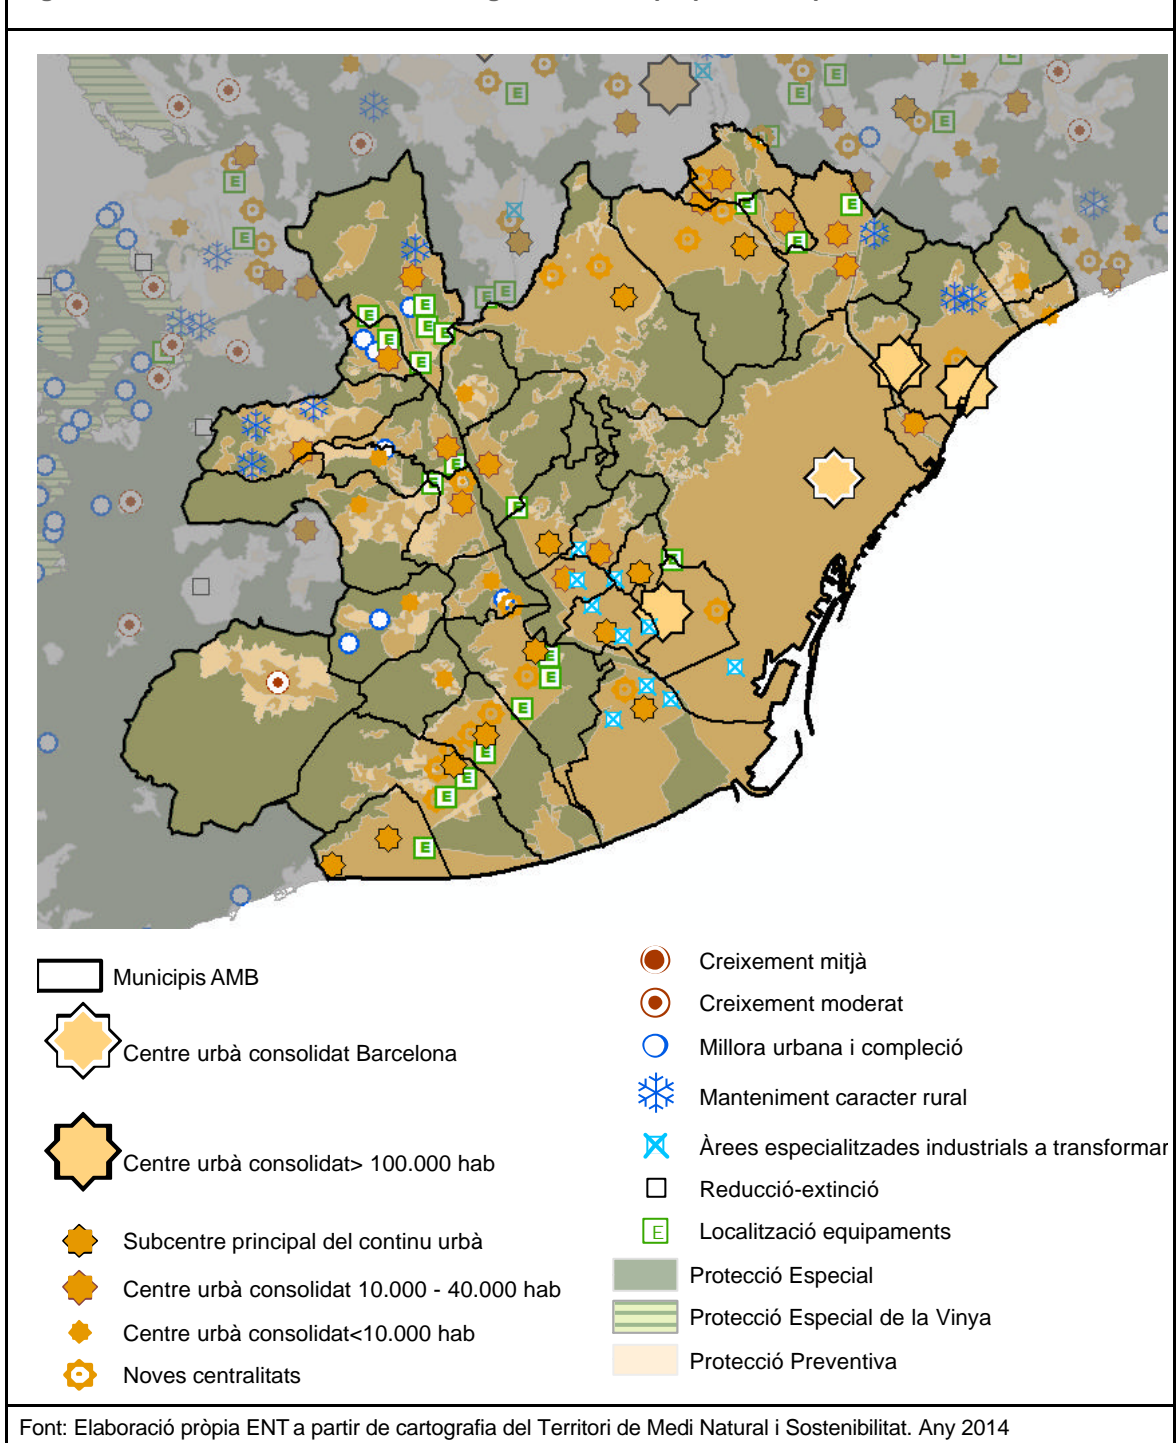 Municipis AMB
Centre urbà consolidat Barcelona
Centre urbà consolidat> 100.000 hab
Subcentre principal del continu urbà
Centre urbà consolidat 10.000 - 40.000 hab
Centre urbà consolidat<10.000 hab
Noves centralitats
Creixement mitjà
Creixement moderat
Millora urbana i compleció
Manteniment caracter rural
Àrees especialitzades industrials a transformar
Reducció-extinció
E Localització equipaments
Protecció Especial
Protecció Especial de la Vinya
Protecció Preventiva
Font: Elaboració pròpia ENT a partir de cartografia del Territori de Medi Natural i Sostenibilitat. Any 2014